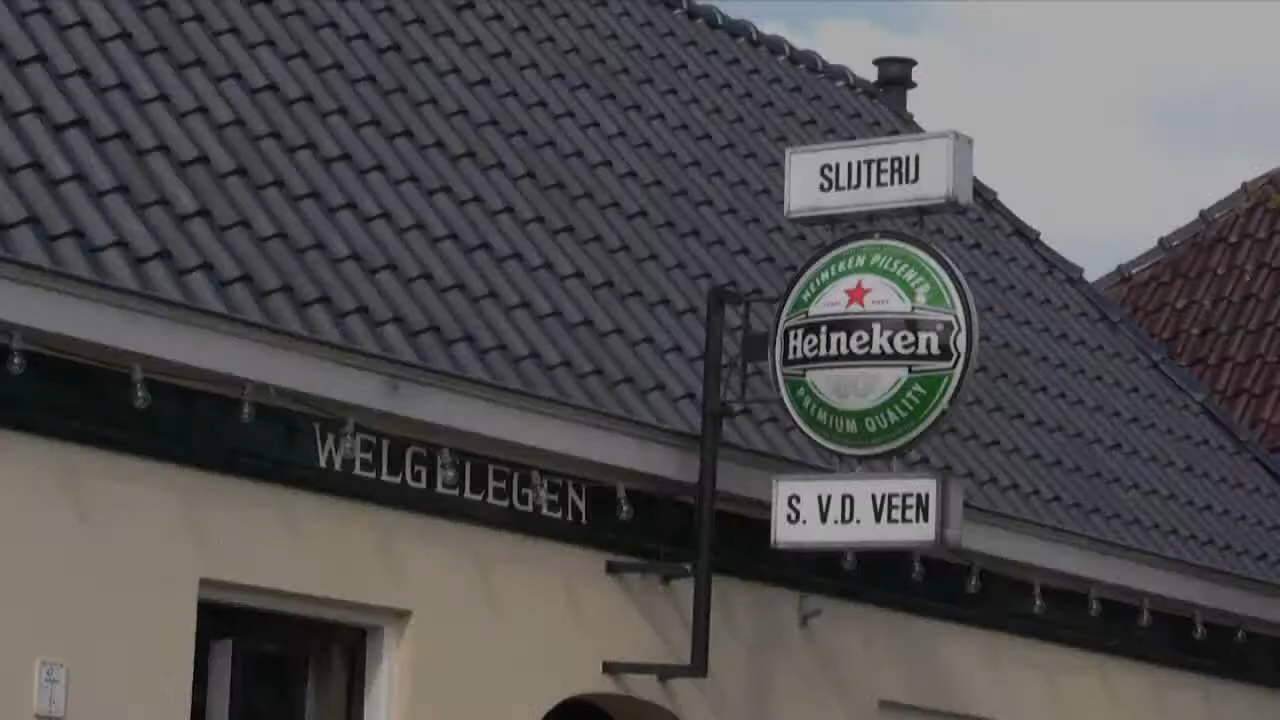 SLIJTERIJ
HEINEKEN PILSENER
Heineken
PREMIUM QUALITY
WELGELEGEN
S. V.D. VEEN